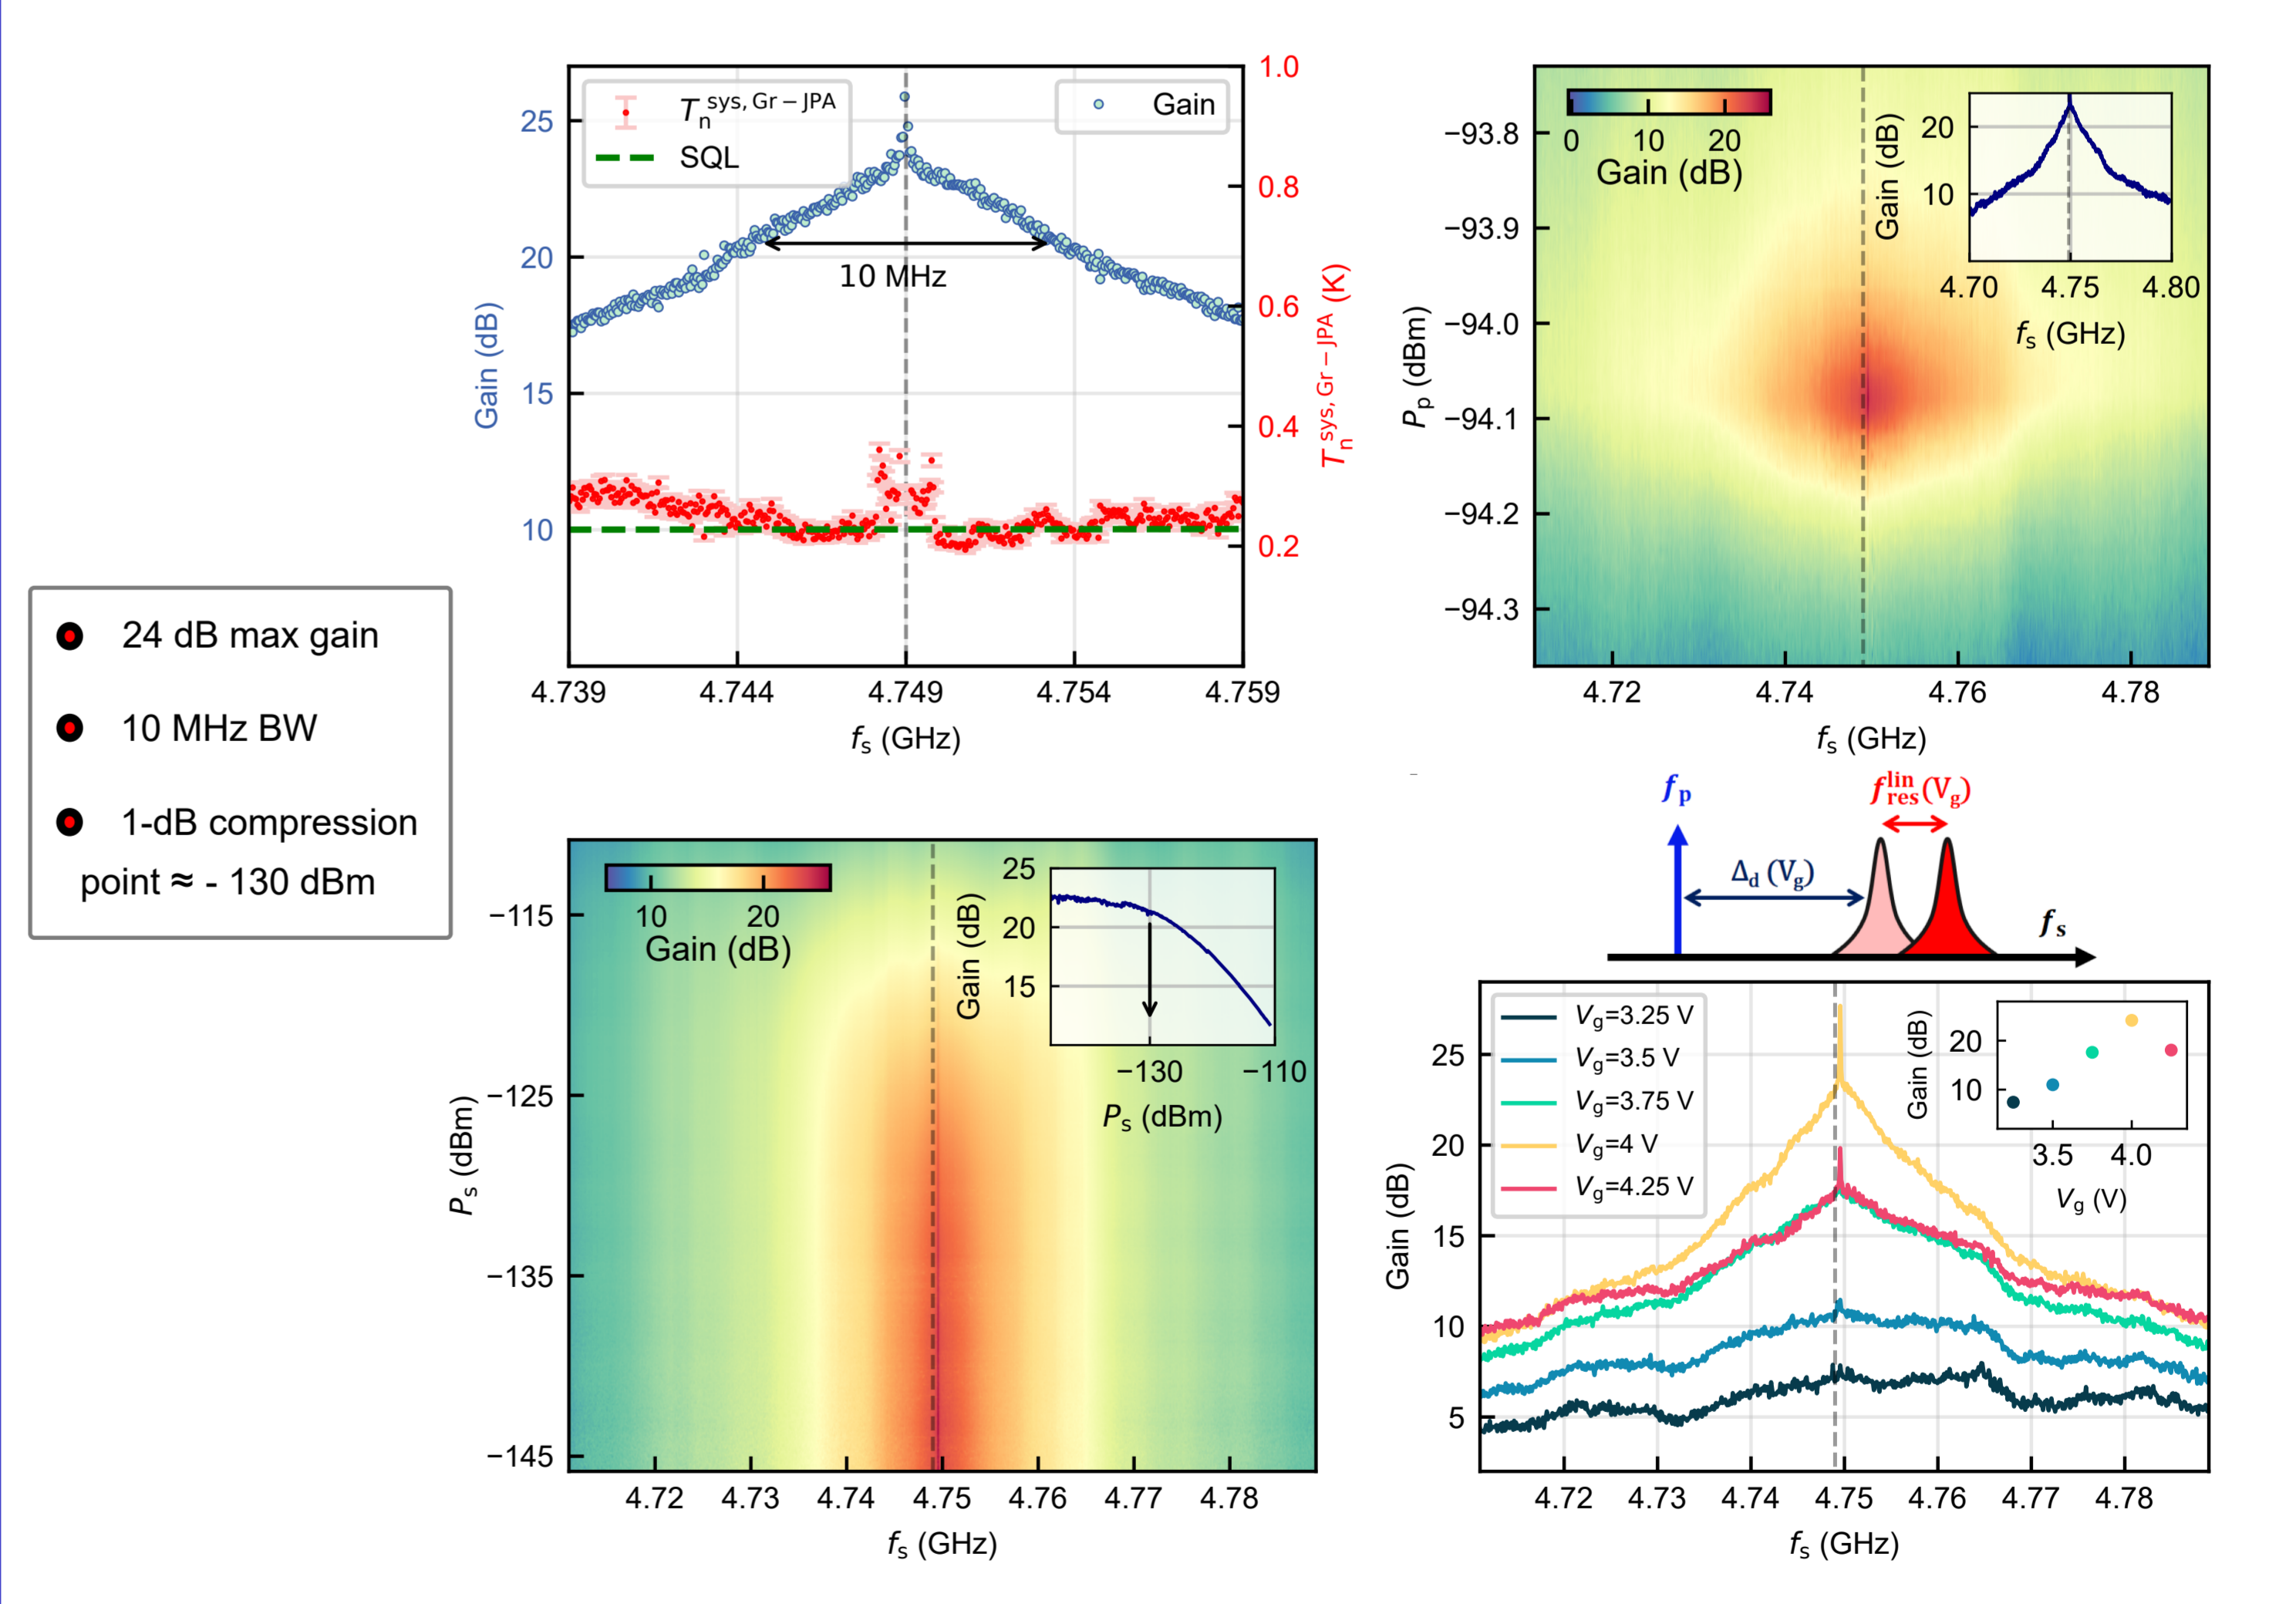 24 dB max gain
10 MHz BW
1-dB compression
point ≈ - 130 dBm
T_n^{sys, Gr−JPA}
SQL
Gain
10 MHz
Gain (dB)
25
20
15
10
1.0
0.8
0.6
0.4
0.2
T_n^{sys, Gr−JPA} (K)
4.739 4.744 4.749 4.754 4.759
f_s (GHz)
0 10 20
Gain (dB)
Gain (dB)
20
10
4.70 4.75 4.80
f_s (GHz)
P_p (dBm)
−93.8
−93.9
−94.0
−94.1
−94.2
−94.3
4.72 4.74 4.76 4.78
f_s (GHz)
10 20
Gain (dB)
Gain (dB)
25
20
15
−130 −110
P_s (dBm)
P_s (dBm)
−115
−125
−135
−145
4.72 4.73 4.74 4.75 4.76 4.77 4.78
f_s (GHz)
f_p
f_res^lin(V_g)
Δ_d (V_g)
f_s
V_g=3.25 V
V_g=3.5 V
V_g=3.75 V
V_g=4 V
V_g=4.25 V
Gain (dB)
20
10
3.5 4.0
V_g (V)
Gain (dB)
25
20
15
10
5
4.72 4.73 4.74 4.75 4.76 4.77 4.78
f_s (GHz)